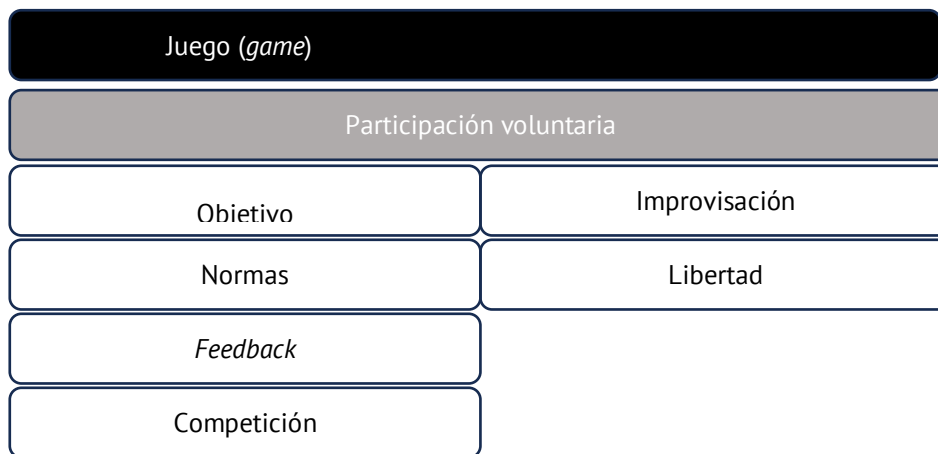 Juego (game)
Participación voluntaria
Objetivo
Improvisación
Normas
Libertad
Feedback
Competición